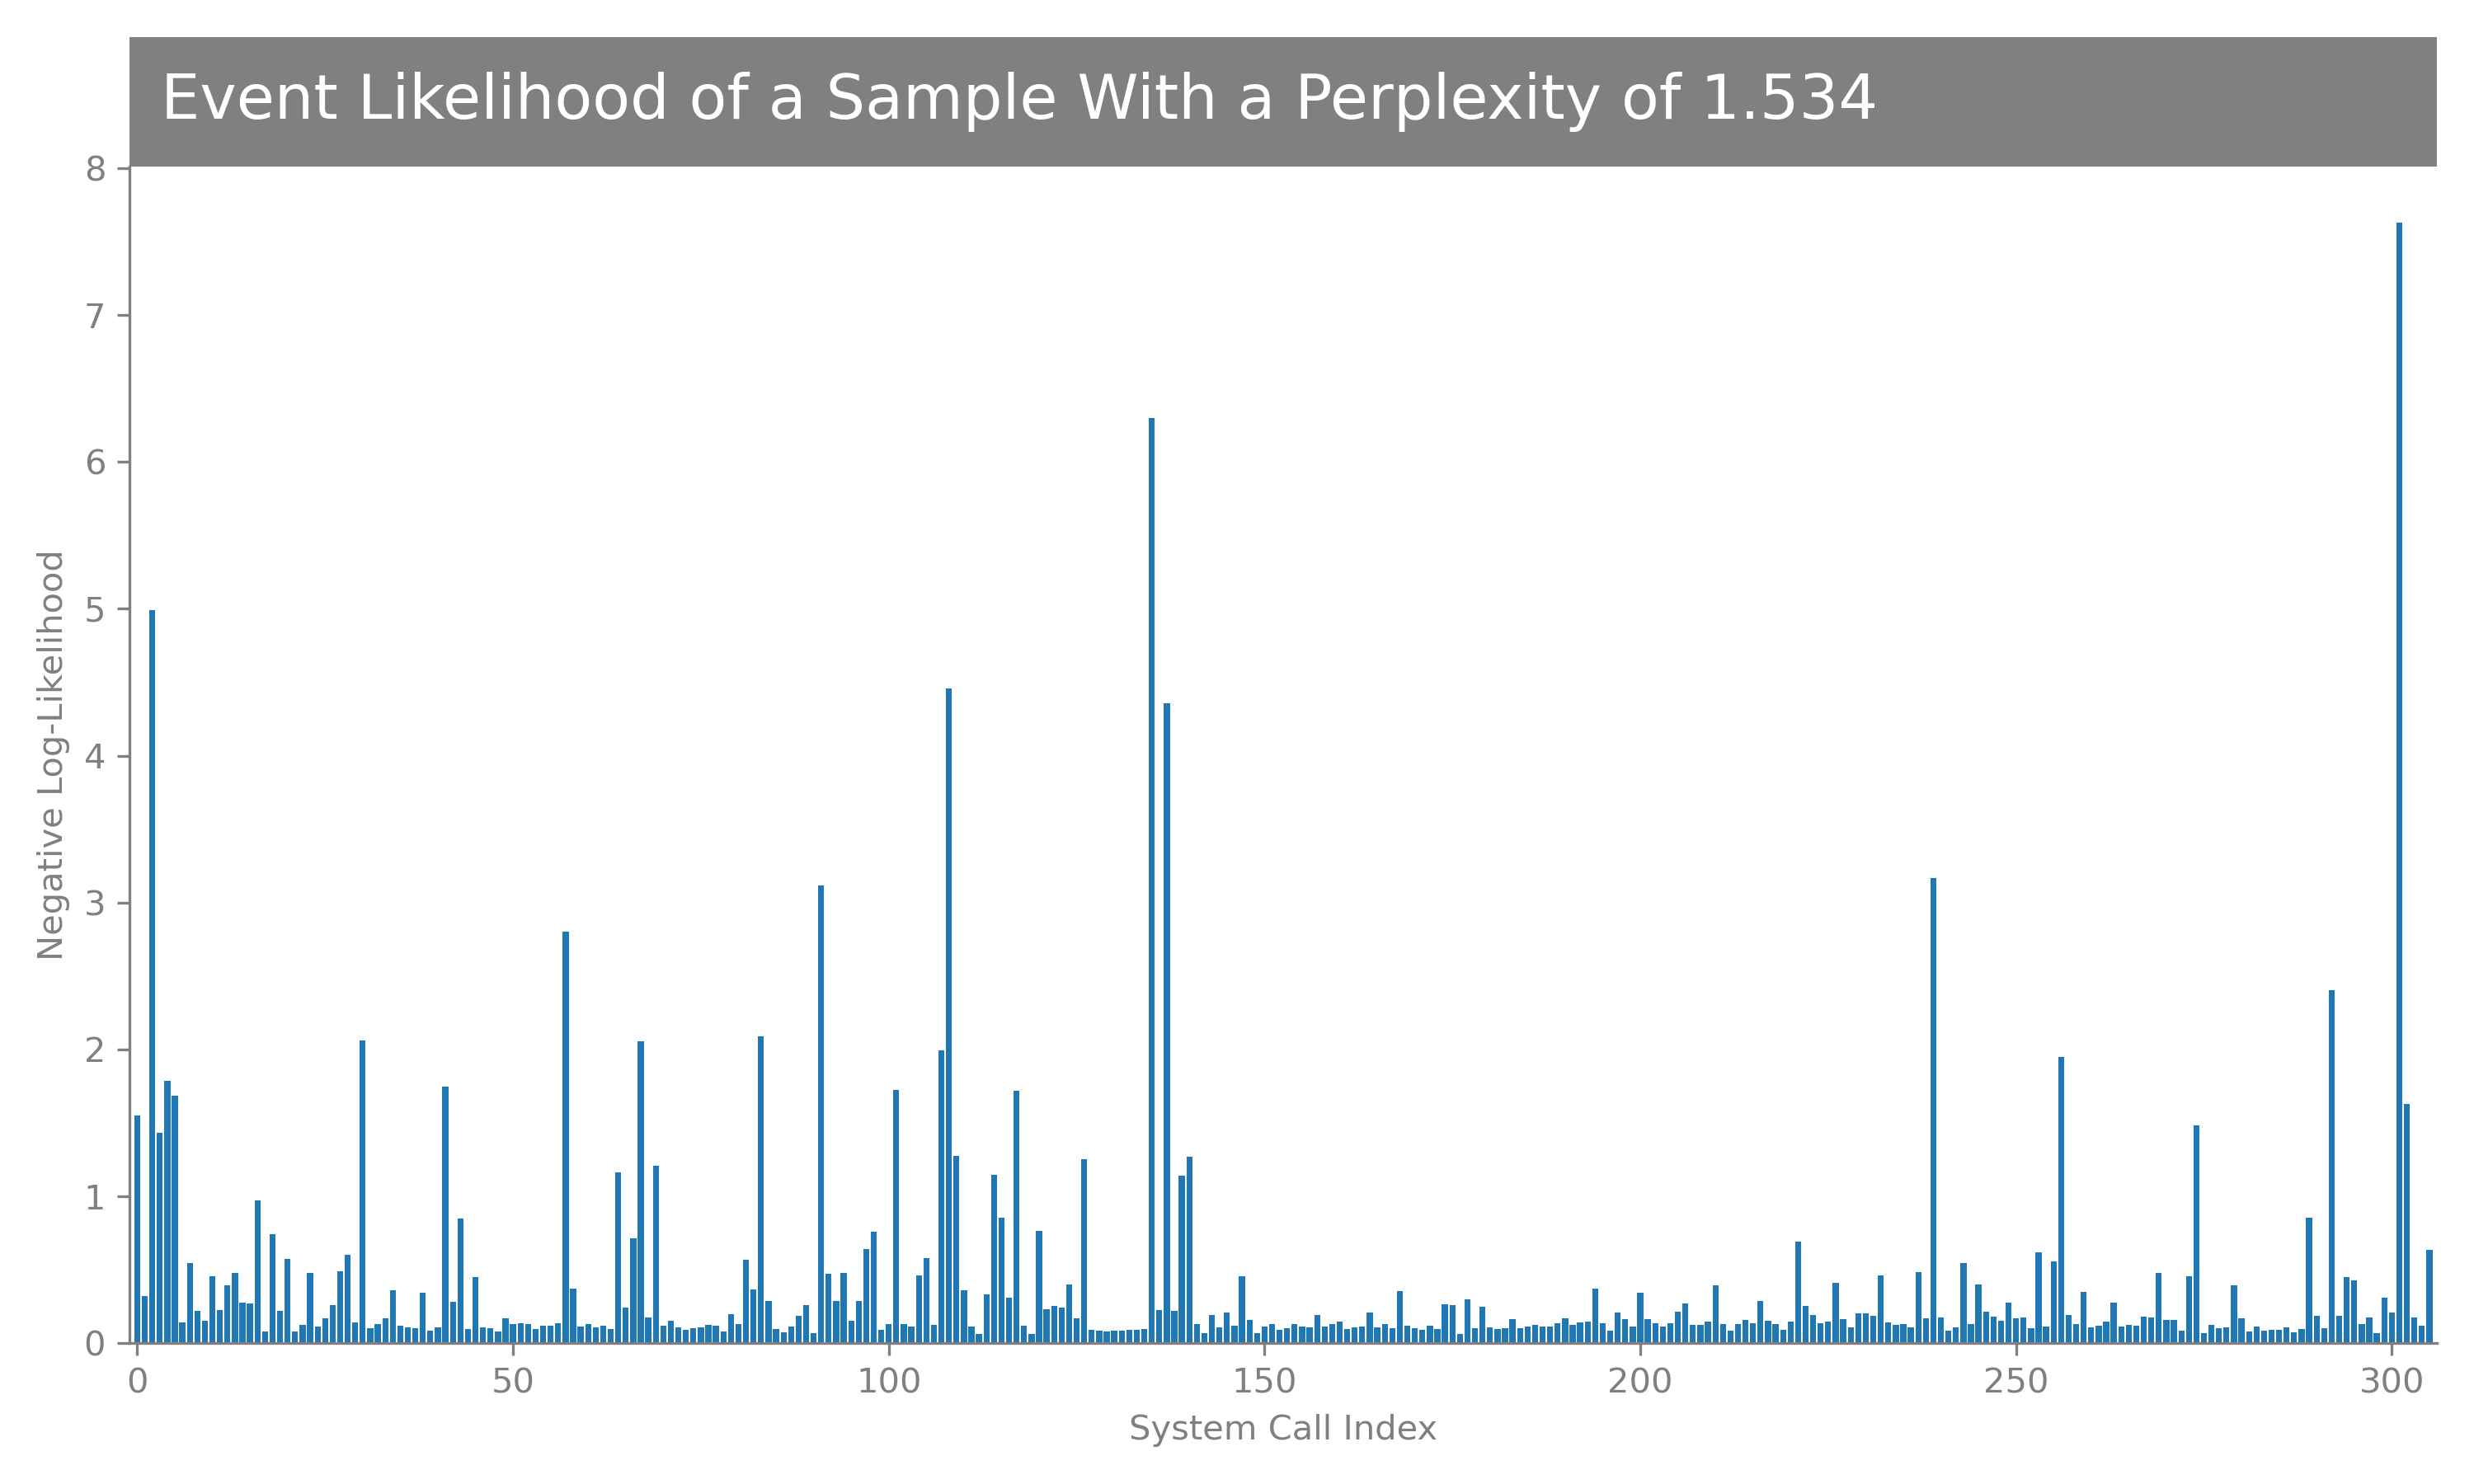 Event Likelihood of a Sample With a Perplexity of 1.534
8
7
6
5
4
3
2
1
0
Negative Log-Likelihood
0 50 100 150 200 250 300
System Call Index